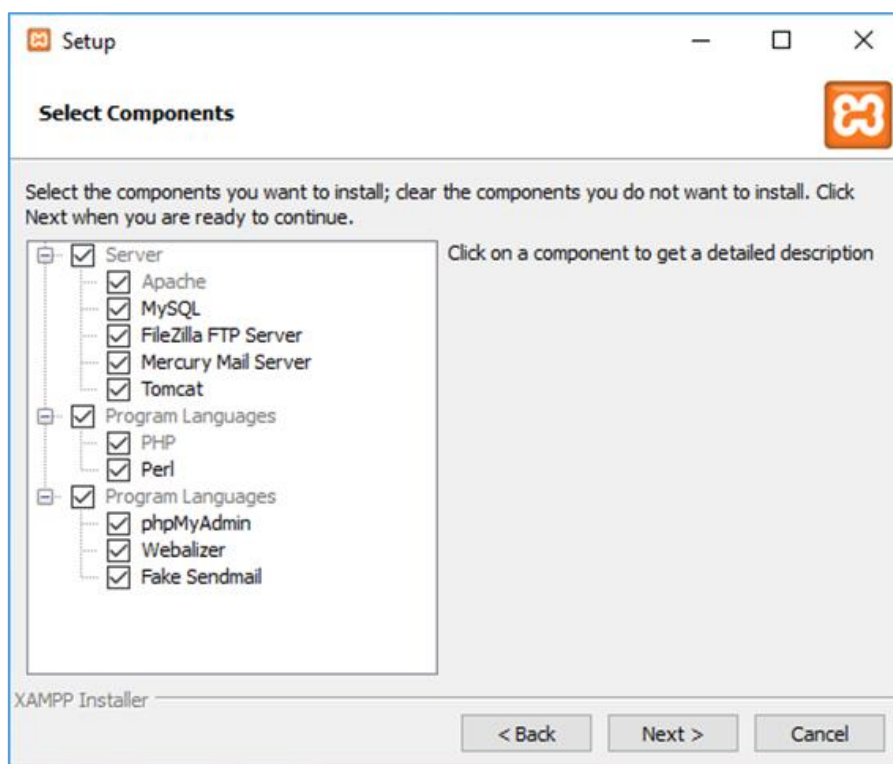 Setup
Select Components
Select the components you want to install; clear the components you do not want to install. Click
Next when you are ready to continue.
Server
Apache
MySQL
FileZilla FTP Server
Mercury Mail Server
Tomcat
Program Languages
PHP
Perl
Program Languages
phpMyAdmin
Webalizer
Fake Sendmail
Click on a component to get a detailed description
XAMPP Installer
< Back
Next >
Cancel